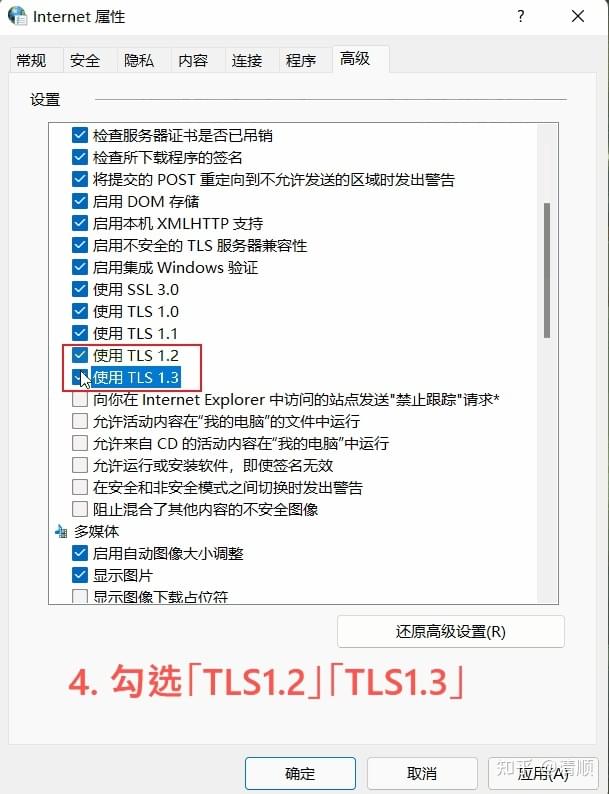 Internet 属性
常规 安全 隐私 内容 连接 程序 高级
设置
检查服务器证书是否已吊销
检查所下载程序的签名
将提交的 POST 重定向到不允许发送的区域时发出警告
启用 DOM 存储
启用本机 XMLHTTP 支持
启用不安全的 TLS 服务器兼容性
启用集成 Windows 验证
使用 SSL 3.0
使用 TLS 1.0
使用 TLS 1.1
使用 TLS 1.2
使用 TLS 1.3
向你在 Internet Explorer 中访问的站点发送"禁止跟踪"请求*
允许活动内容在“我的电脑”的文件中运行
允许来自 CD 的活动内容在“我的电脑”中运行
允许运行或安装软件，即使签名无效
在安全和非安全模式之间切换时发出警告
阻止混合了其他内容的不安全图像
多媒体
启用自动图像大小调整
显示图片
显示图像下载占位符
还原高级设置(R)
4. 勾选「TLS1.2」「TLS1.3」
确定 取消 应用(A)
知乎 @清顺